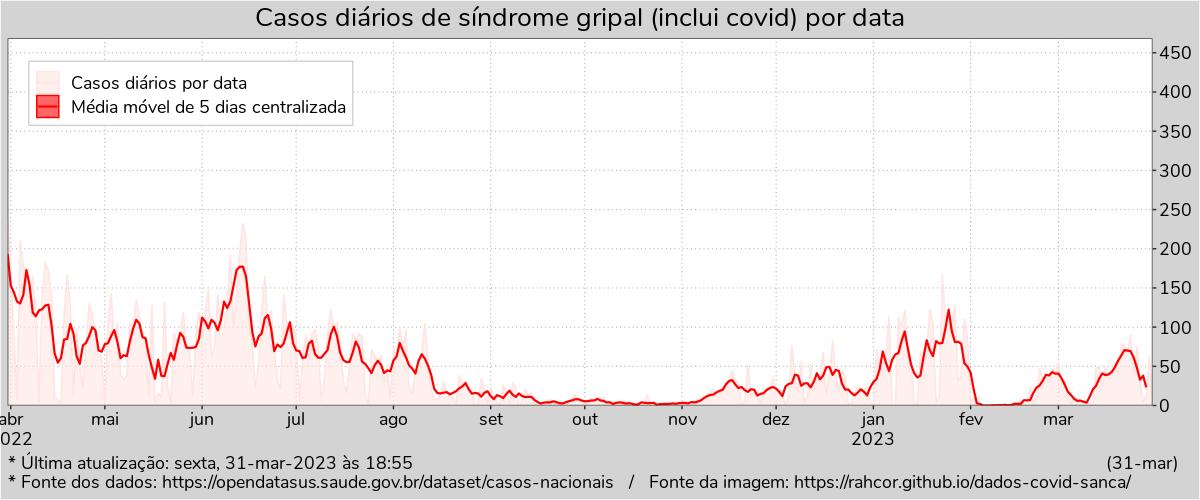 Casos diários de síndrome gripal (inclui covid) por data
Casos diários por data
Média móvel de 5 dias centralizada
450
400
350
300
250
200
150
100
50
0
abr mai jun jul ago set out nov dez jan fev mar
022 2023
* Última atualização: sexta, 31-mar-2023 às 18:55 (31-mar)
* Fonte dos dados: https://opendatasus.saude.gov.br/dataset/casos-nacionais / Fonte da imagem: https://rahcor.github.io/dados-covid-sanca/